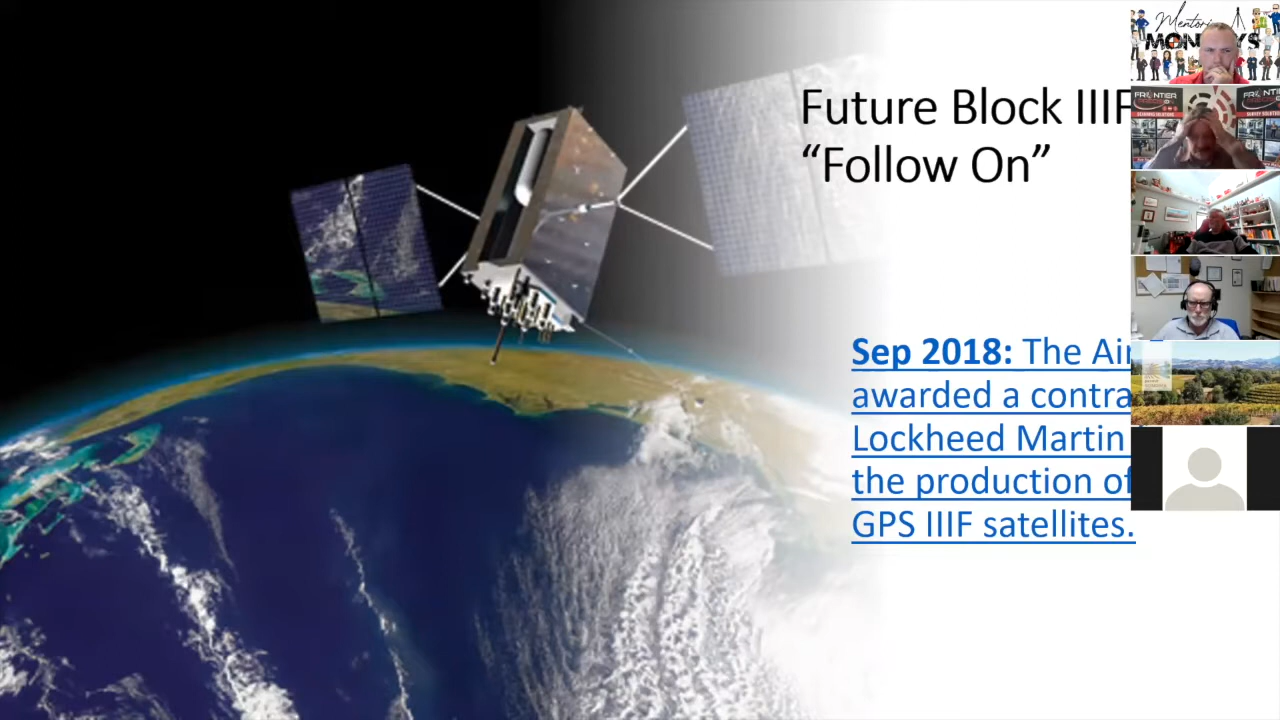 Future Block IIIF
“Follow On”
Sep 2018: The Air
awarded a contra
Lockheed Martin
the production of
GPS IIIF satellites.
Mentoring
MONDAYS
FRONTIER
FRONTIER